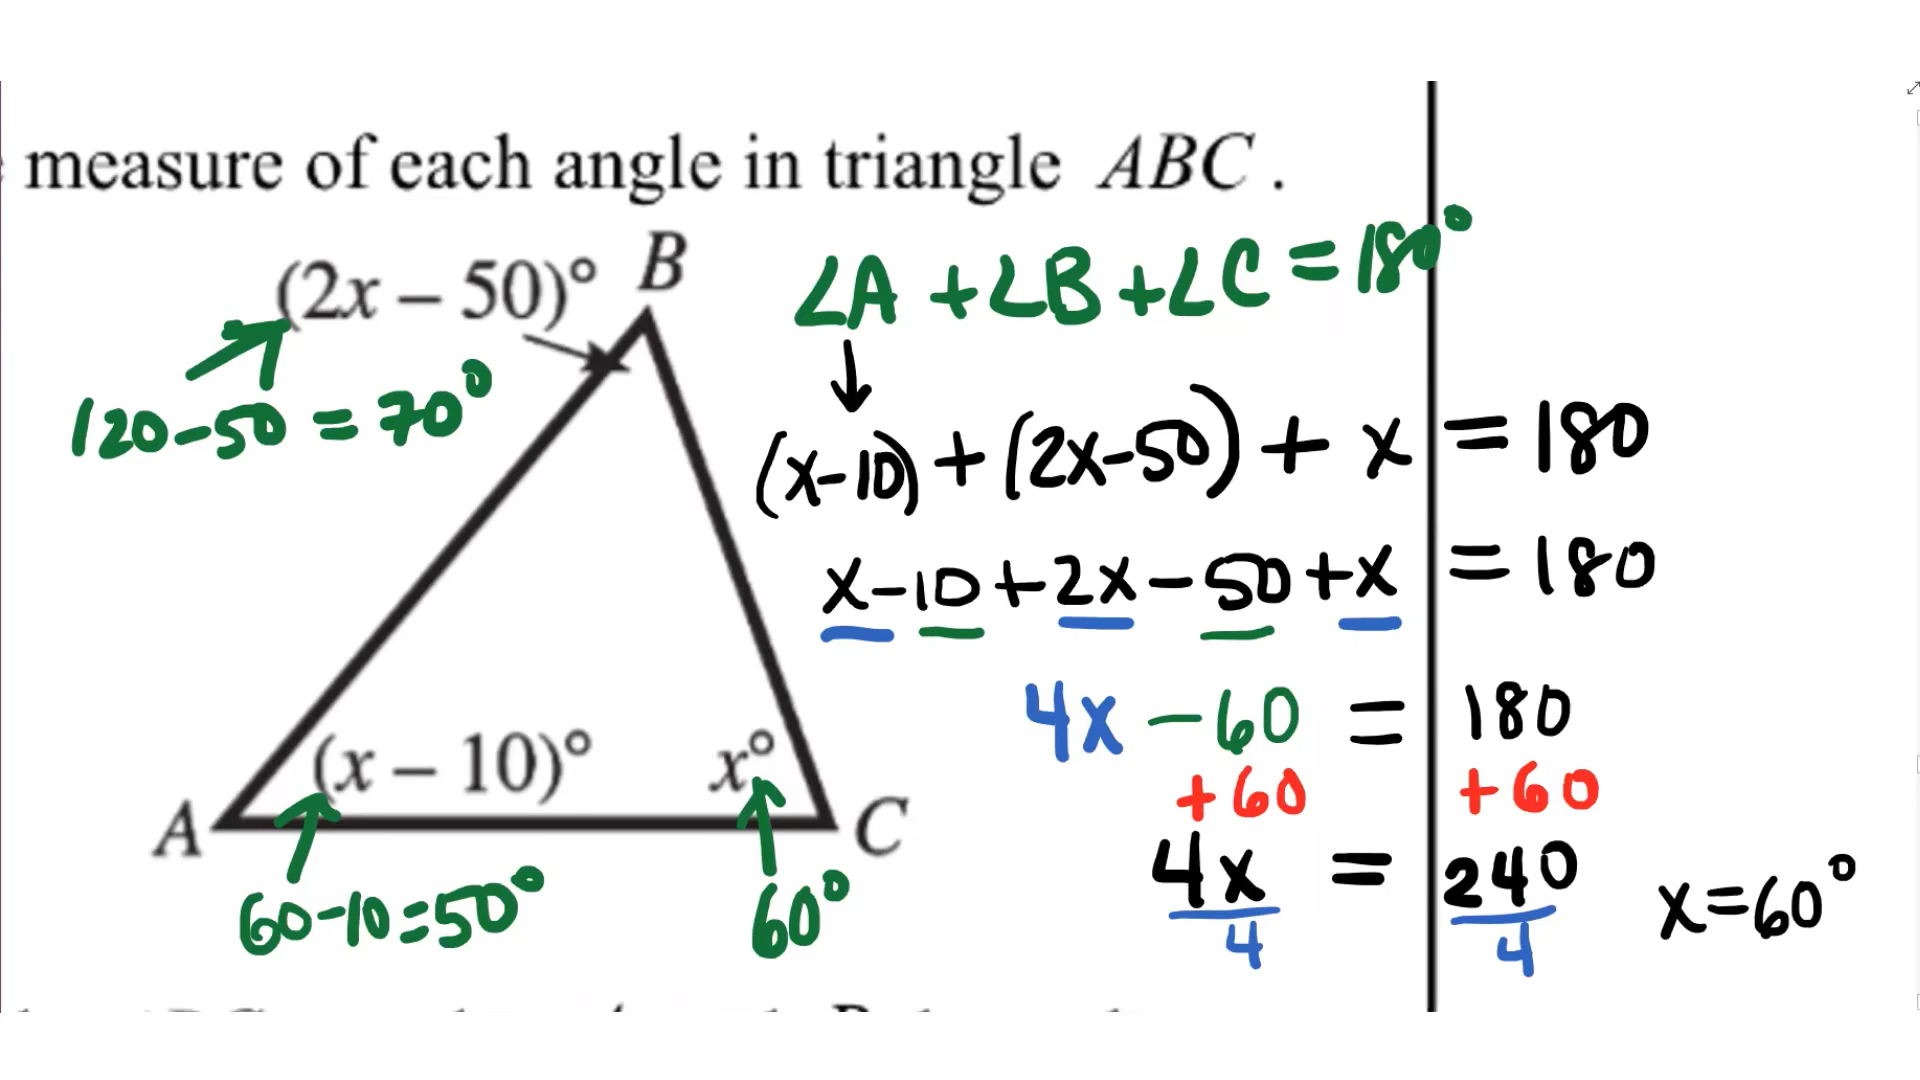 measure of each angle in triangle ABC.
(2x – 50)° B
∠A + ∠B + ∠C = 180°
120-50 = 70°
(x-10) + (2x-50) + x = 180
x-10 + 2x - 50 + x = 180
4x - 60 = 180
+60 +60
(x – 10)° x°
A C
4x = 240
4 4
x = 60°
60-10=50°
60°